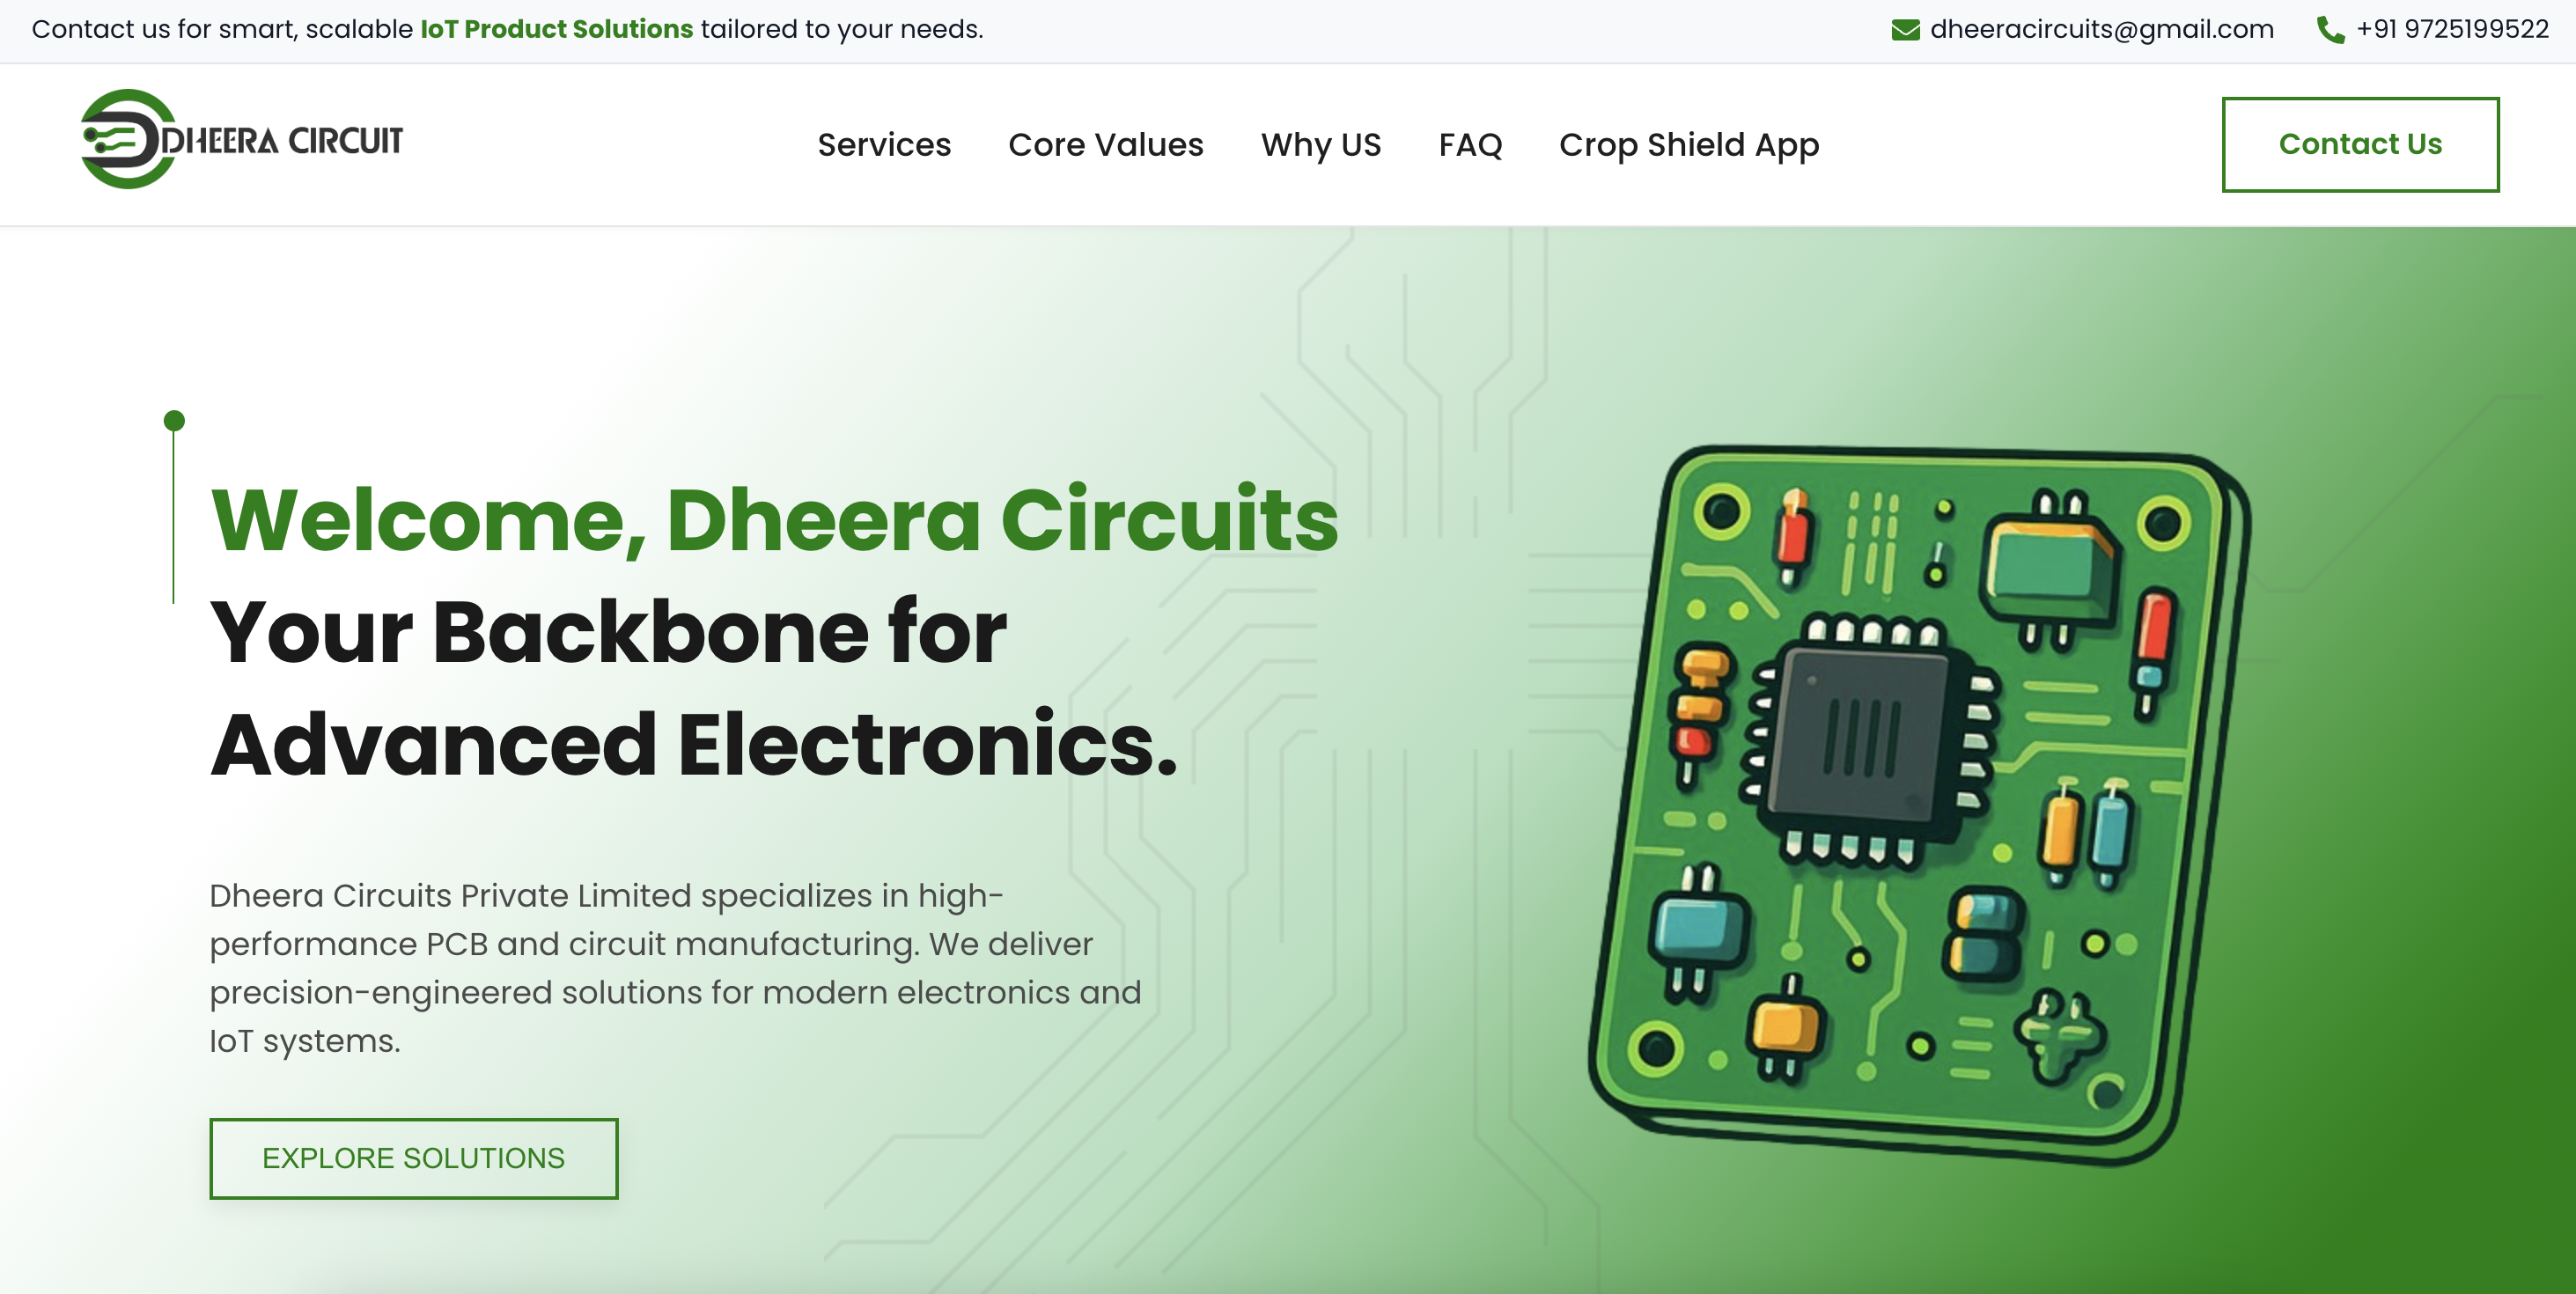 Contact us for smart, scalable IoT Product Solutions tailored to your needs.
dheeracircuits@gmail.com
+91 9725199522
DHEERA CIRCUIT
Services
Core Values
Why US
FAQ
Crop Shield App
Contact Us
Welcome, Dheera Circuits
Your Backbone for
Advanced Electronics.
Dheera Circuits Private Limited specializes in high-
performance PCB and circuit manufacturing. We deliver
precision-engineered solutions for modern electronics and
IoT systems.
EXPLORE SOLUTIONS